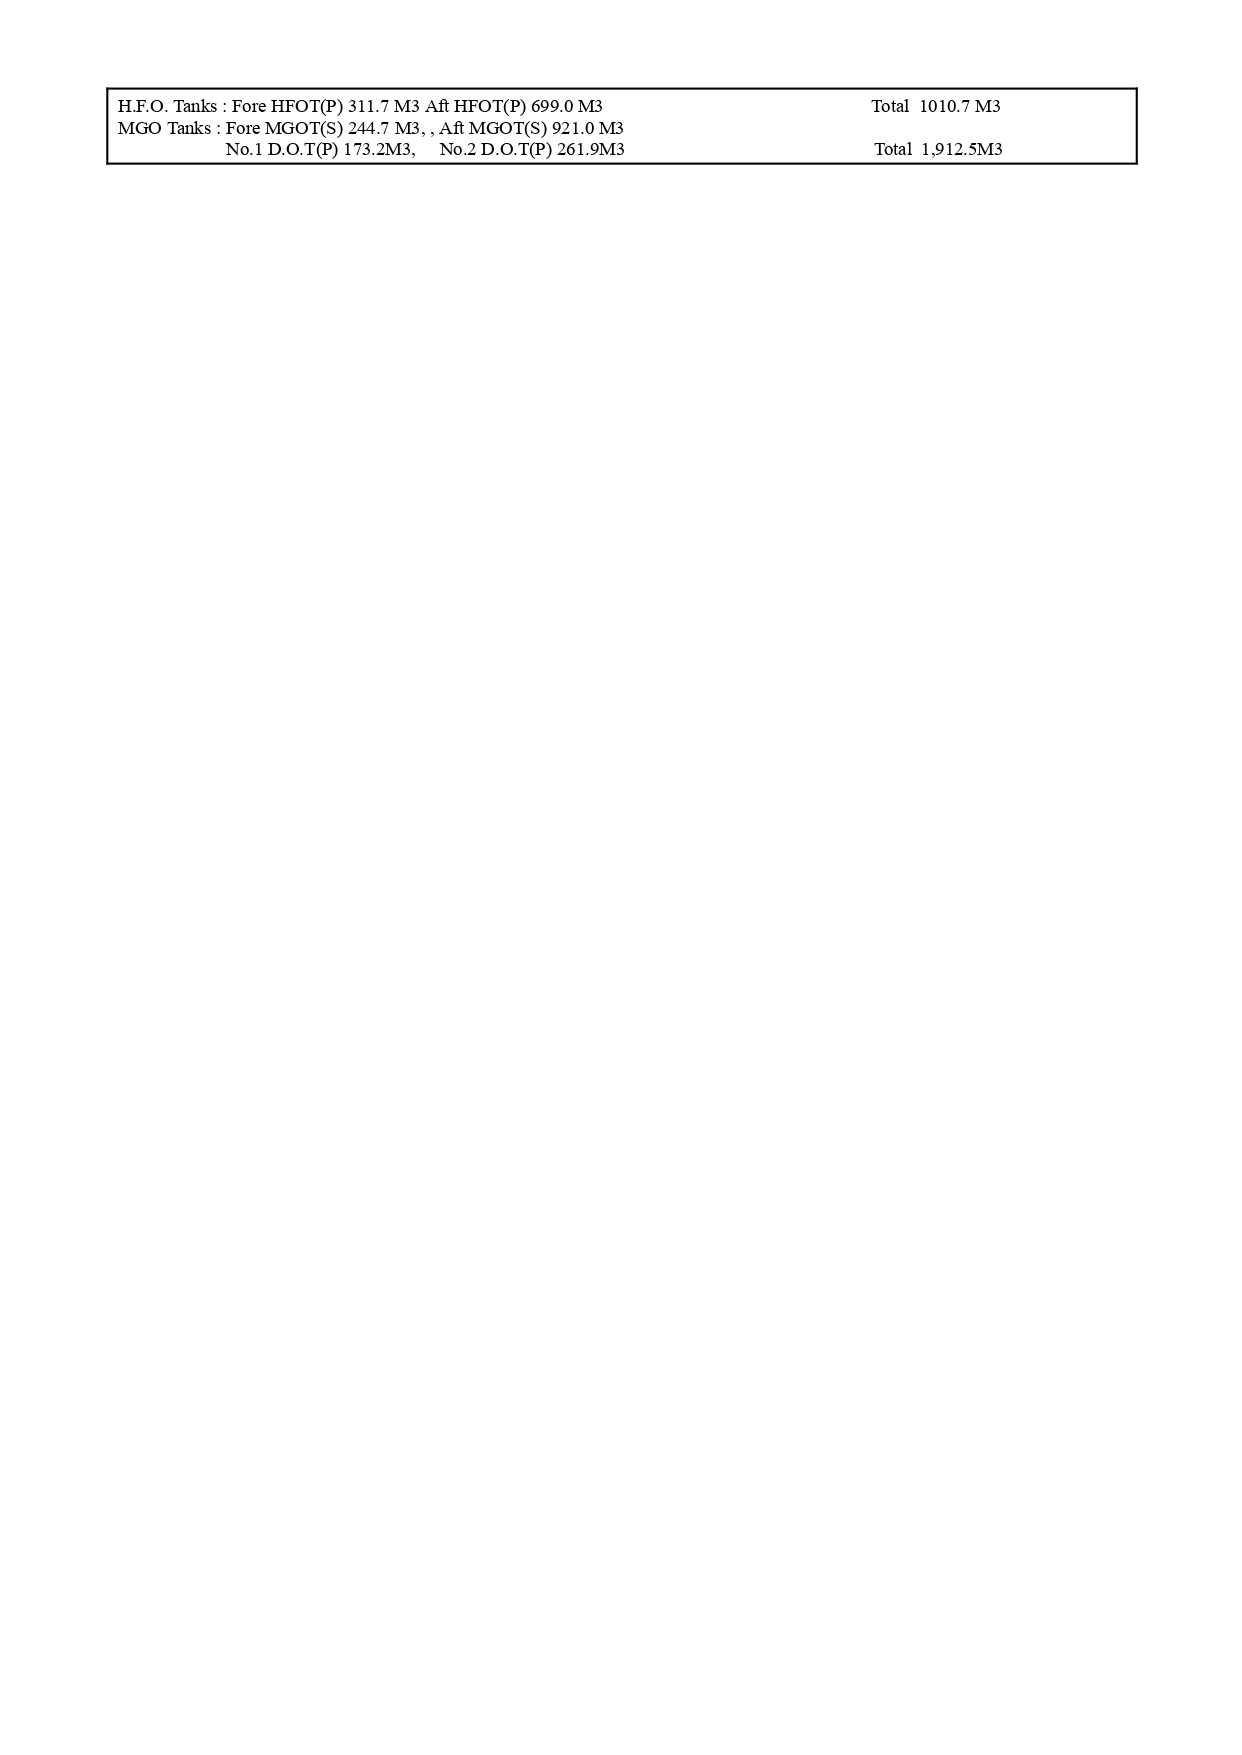 H.F.O. Tanks : Fore HFOT(P) 311.7 M3 Aft HFOT(P) 699.0 M3 Total 1010.7 M3
MGO Tanks : Fore MGOT(S) 244.7 M3, , Aft MGOT(S) 921.0 M3
No.1 D.O.T(P) 173.2M3, No.2 D.O.T(P) 261.9M3 Total 1,912.5M3